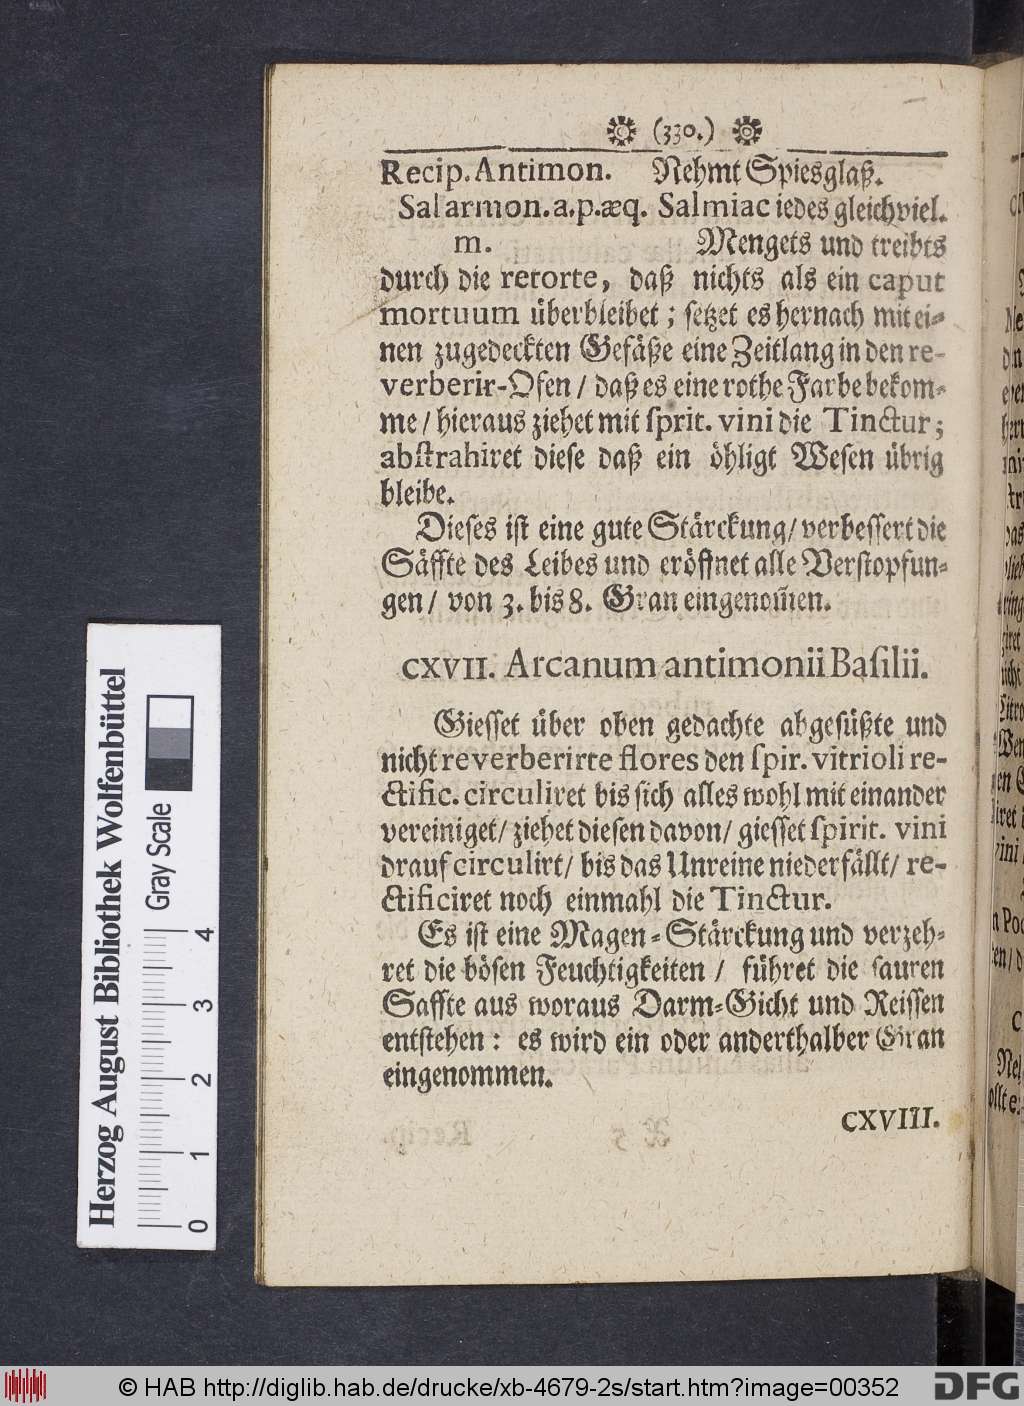 (330.)
Recip. Antimon. Nehmt Spiesglaß.
Sal armon. a. p. æq. Salmiac iedes gleichviel.
m. Mengets und treibts
durch die retorte, daß nichts als ein caput
mortuum überbleibet; setzet es hernach mit ei-
nen zugedeckten Gefäße eine Zeitlang in den re-
verberir-Ofen / daß es eine rothe Farbe bekom-
me / hieraus ziehet mit sprit. vini die Tinctur;
abstrahiret diese daß ein öhligt Wesen übrig
bleibe.
Dieses ist eine gute Stärckung / verbessert die
Säffte des Leibes und eröffnet alle Verstopfun-
gen / von 3. bis 8. Gran eingenom̃en.
CXVII. Arcanum antimonii Basilii.
Giesset über oben gedachte abgesüßte und
nicht reverberirte flores den spir. vitrioli re-
ctific. circuliret bis sich alles wohl mit einander
vereiniget / ziehet diesen davon / giesset spirit. vini
drauf circulirt / bis das Unreine niederfällt / re-
ctificiret noch einmahl die Tinctur.
Es ist eine Magen-Stärckung und verzeh-
ret die bösen Feuchtigkeiten / führet die sauren
Saffte aus woraus Darm-Gicht und Reissen
entstehen: es wird ein oder anderthalber Gran
eingenommen.
CXVIII.
Herzog August Bibliothek Wolfenbüttel
Gray Scale
0 1 2 3 4
© HAB http://diglib.hab.de/drucke/xb-4679-2s/start.htm?image=00352
DFG